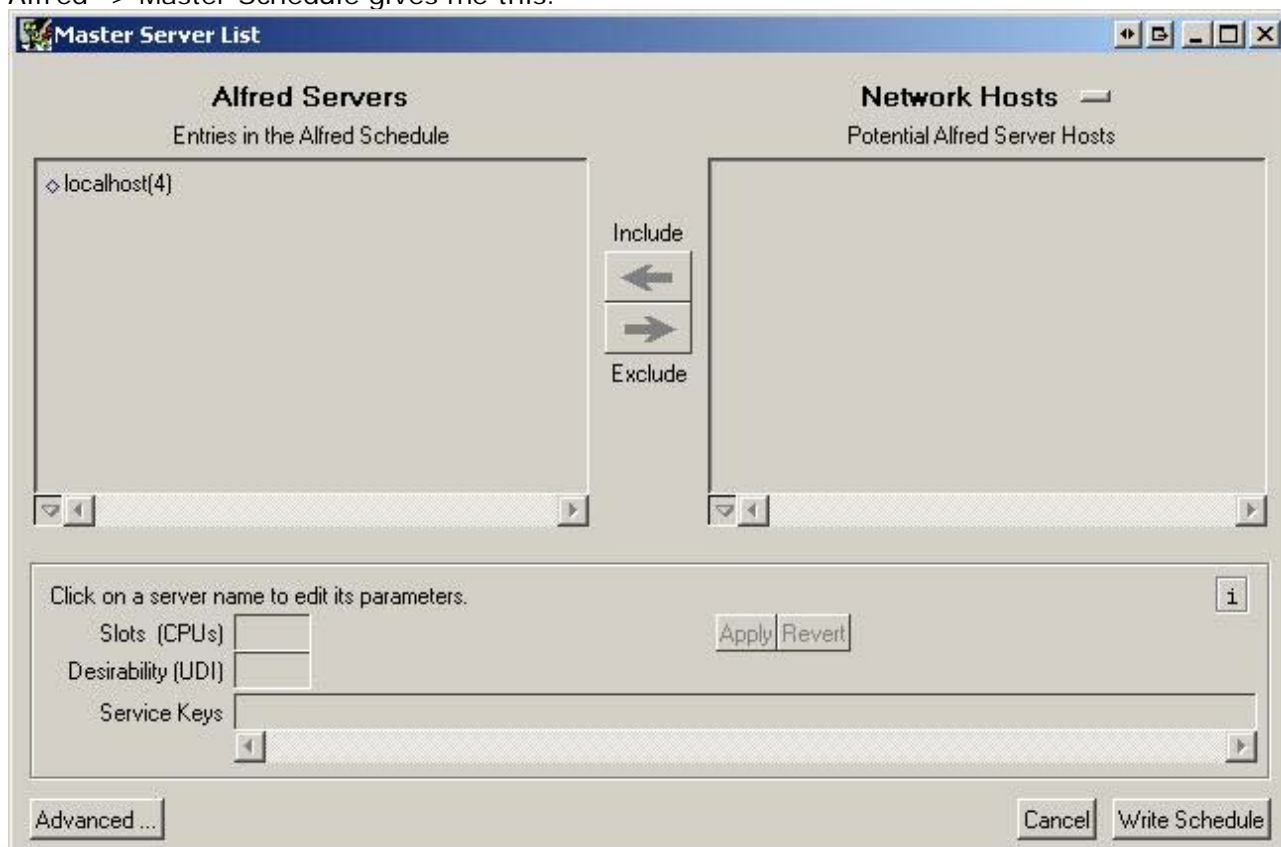 Alfred -> Master Schedule gives me this:
Master Server List
Alfred Servers
Entries in the Alfred Schedule
Network Hosts
Potential Alfred Server Hosts
localhost(4)
Include
Exclude
Click on a server name to edit its parameters.
i
Slots (CPUs)
Apply Revert
Desirability (UDI)
Service Keys
Advanced ...
Cancel Write Schedule